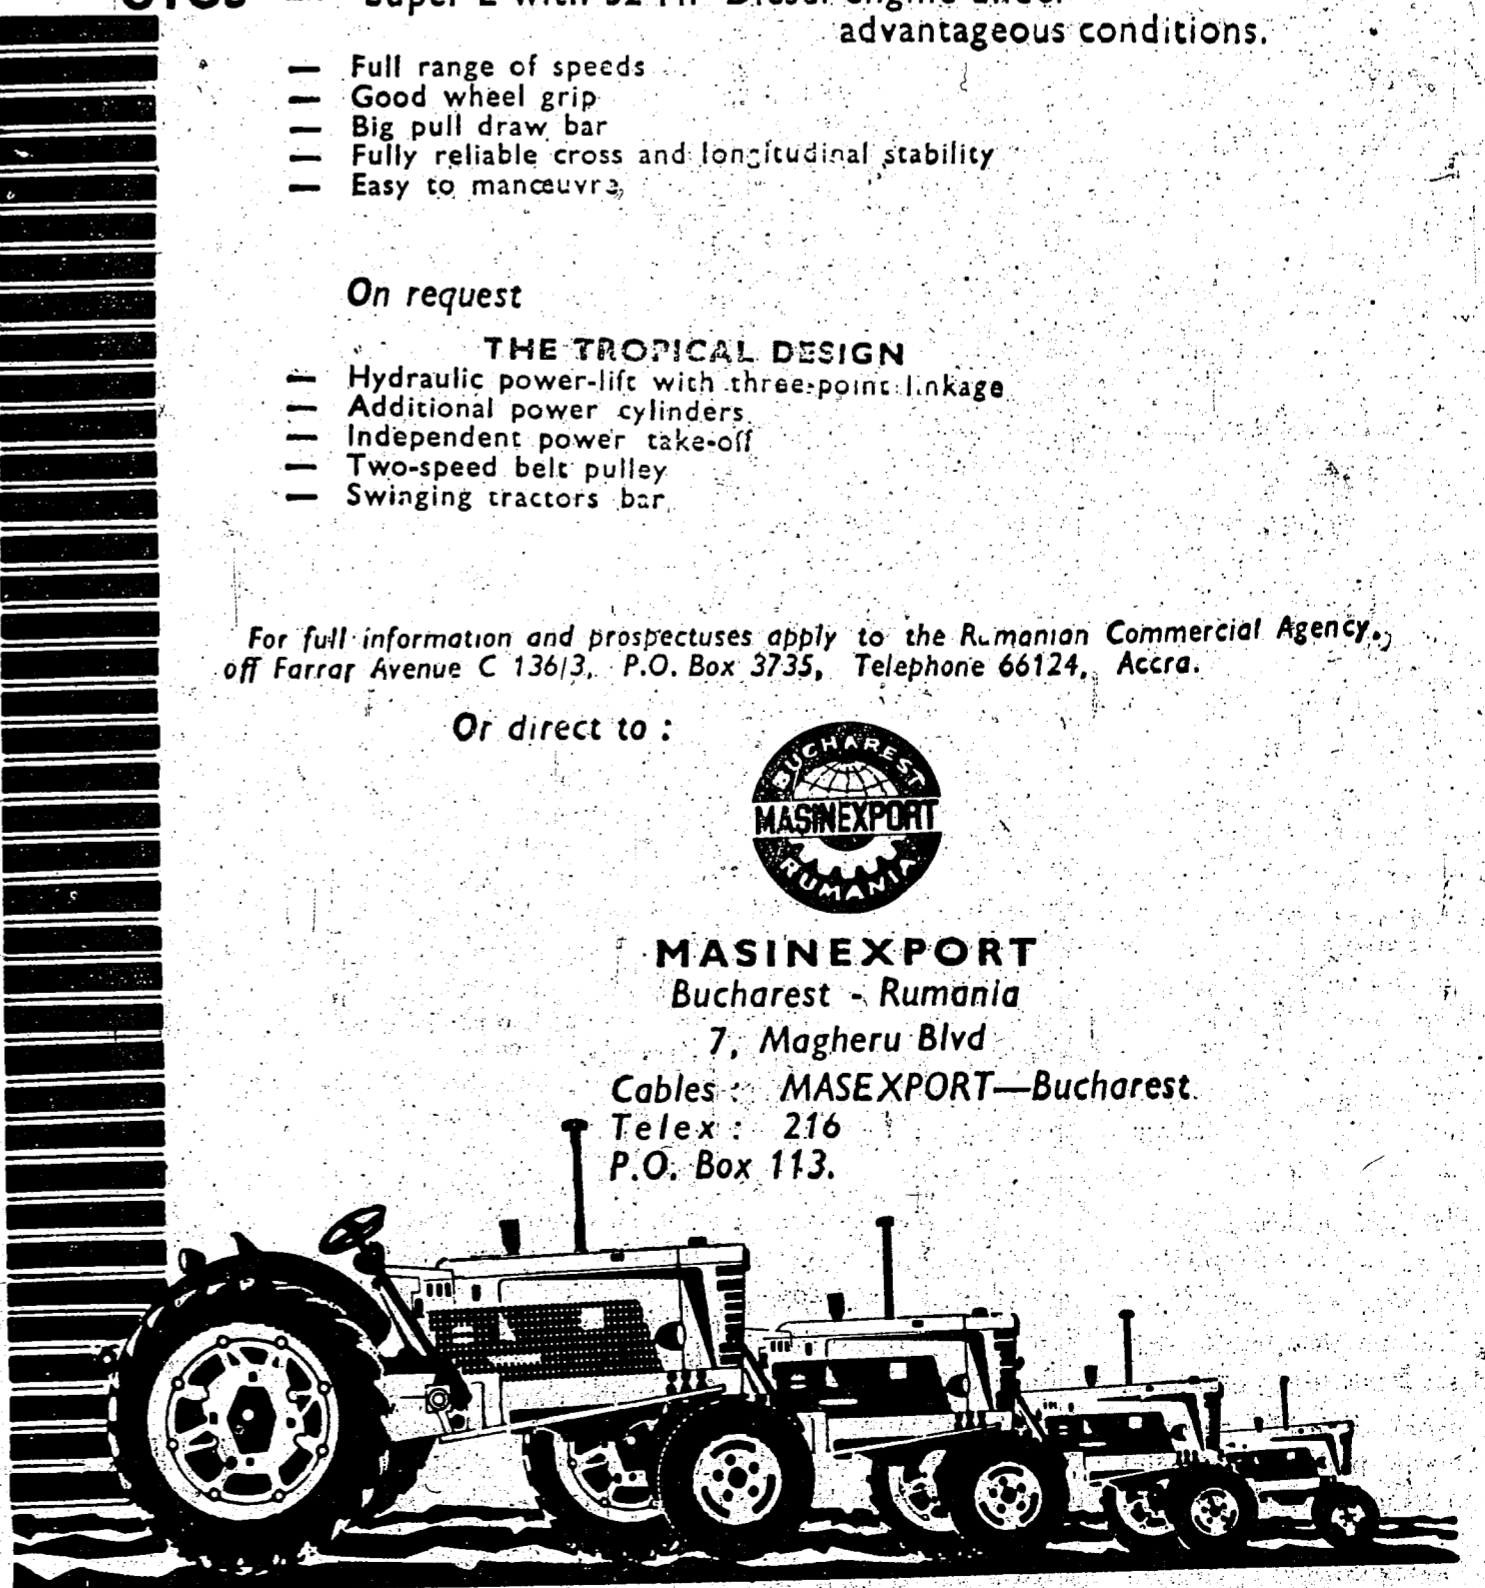 advantageous conditions.
— Full range of speeds
— Good wheel grip
— Big pull draw bar
— Fully reliable cross and longitudinal stability
— Easy to manœuvre,
On request
THE TROPICAL DESIGN
— Hydraulic power-lift with three-point linkage
— Additional power cylinders
— Independent power take-off
— Two-speed belt pulley
— Swinging tractors bar
For full information and prospectuses apply to the Rumanian Commercial Agency.,
off Farrar Avenue C 136/3, P.O. Box 3735, Telephone 66124, Accra.
Or direct to :
BUCHAREST
MASINEXPORT
RUMANIA
MASINEXPORT
Bucharest - Rumania
7, Magheru Blvd
Cables : MASEXPORT—Bucharest.
Telex : 216
P.O. Box 113.